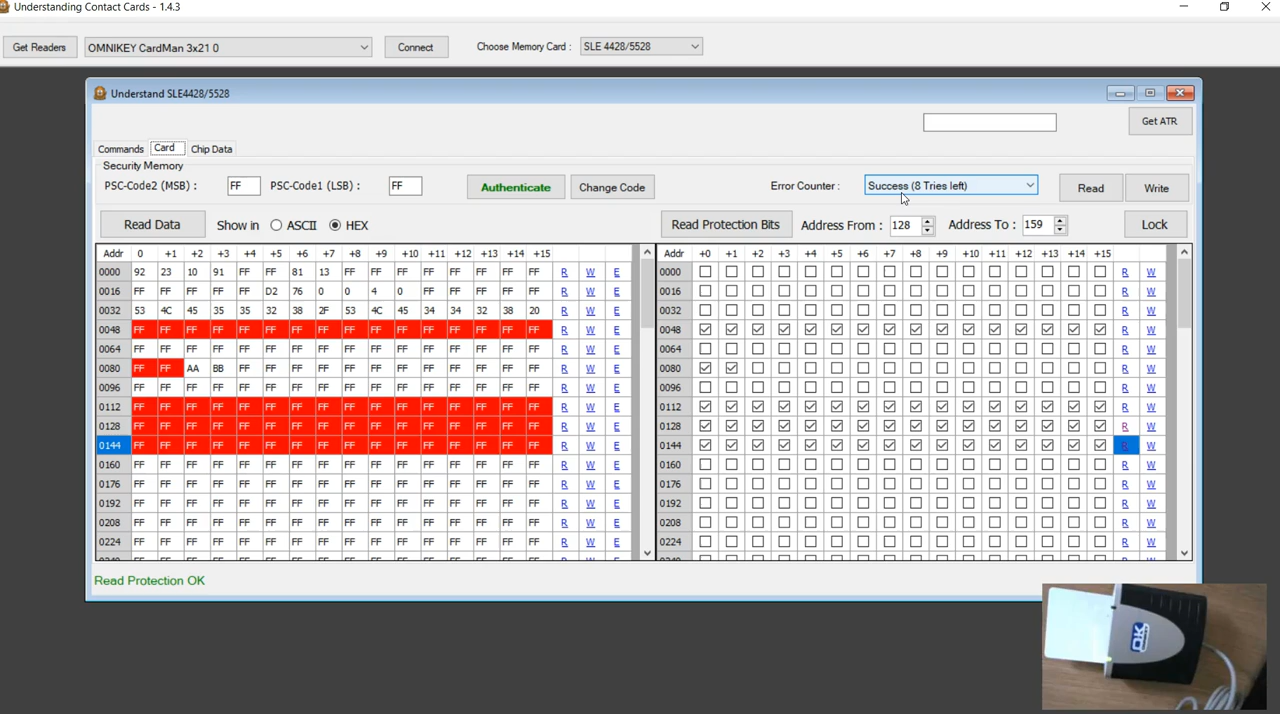 Understanding Contact Cards - 1.4.3
Get Readers OMNIKEY CardMan 3x21 0 Connect Choose Memory Card : SLE 4428/5528
Understand SLE4428/5528
Get ATR
Commands Card Chip Data
Security Memory
PSC-Code2 (MSB) : FF PSC-Code1 (LSB) : FF Authenticate Change Code Error Counter : Success (8 Tries left) Read Write
Read Data Show in ASCII HEX Read Protection Bits Address From : 128 Address To : 159 Lock
Addr 0 +1 +2 +3 +4 +5 +6 +7 +8 +9 +10 +11 +12 +13 +14 +15 Addr +0 +1 +2 +3 +4 +5 +6 +7 +8 +9 +10 +11 +12 +13 +14 +15
0000 92 23 10 91 FF FF 81 13 FF FF FF FF FF FF FF FF R W E 0000 R W
0016 FF FF FF FF FF D2 76 0 0 4 0 FF FF FF FF FF R W E 0016 R W
0032 53 4C 45 35 35 32 38 2F 53 4C 45 34 34 32 38 20 R W E 0032 R W
0048 FF FF FF FF FF FF FF FF FF FF FF FF FF FF FF FF R W E 0048 R W
0064 FF FF FF FF FF FF FF FF FF FF FF FF FF FF FF FF R W E 0064 R W
0080 FF FF AA BB FF FF FF FF FF FF FF FF FF FF FF FF R W E 0080 R W
0096 FF FF FF FF FF FF FF FF FF FF FF FF FF FF FF FF R W E 0096 R W
0112 FF FF FF FF FF FF FF FF FF FF FF FF FF FF FF FF R W E 0112 R W
0128 FF FF FF FF FF FF FF FF FF FF FF FF FF FF FF FF R W E 0128 R W
0144 FF FF FF FF FF FF FF FF FF FF FF FF FF FF FF FF R W E 0144 R W
0160 FF FF FF FF FF FF FF FF FF FF FF FF FF FF FF FF R W E 0160 R W
0176 FF FF FF FF FF FF FF FF FF FF FF FF FF FF FF FF R W E 0176 R W
0192 FF FF FF FF FF FF FF FF FF FF FF FF FF FF FF FF R W E 0192 R W
0208 FF FF FF FF FF FF FF FF FF FF FF FF FF FF FF FF R W E 0208 R W
0224 FF FF FF FF FF FF FF FF FF FF FF FF FF FF FF FF R W E 0224 R W
Read Protection OK
OK